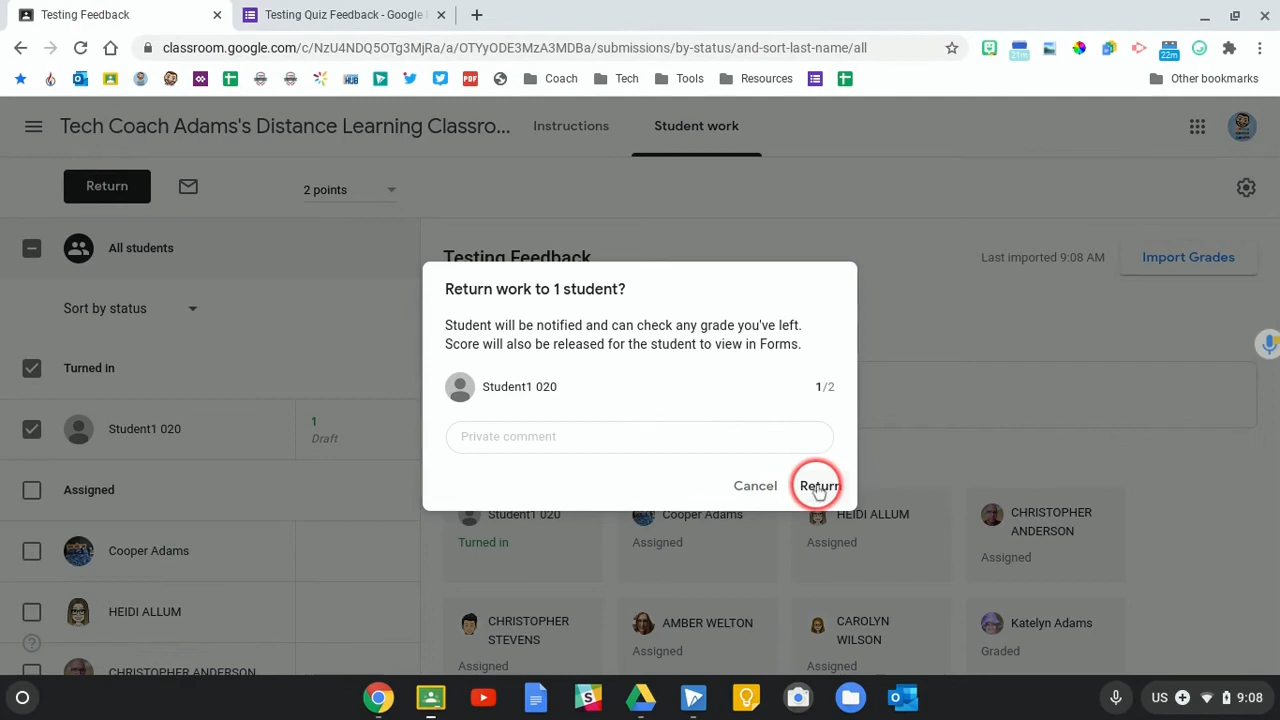 Testing Feedback
Testing Quiz Feedback - Google
classroom.google.com/c/NzU4NDQ5OTg3MjRa/a/OTYyODE3MzA3MDBa/submissions/by-status/and-sort-last-name/all
21m
22m
HUB
PDF
Coach
Tech
Tools
Resources
Other bookmarks
Tech Coach Adams's Distance Learning Classro...
Instructions
Student work
Return
2 points
All students
Testing Feedback
Last imported 9:08 AM
Import Grades
Sort by status
Turned in
Student1 020
1
Draft
Assigned
Cooper Adams
HEIDI ALLUM
CHRISTOPHER ANDERSON
Return work to 1 student?
Student will be notified and can check any grade you've left.
Score will also be released for the student to view in Forms.
Student1 020
1/2
Private comment
Cancel
Return
Student1 020
Turned in
Cooper Adams
Assigned
HEIDI ALLUM
Assigned
CHRISTOPHER
ANDERSON
Assigned
CHRISTOPHER
STEVENS
Assigned
AMBER WELTON
Assigned
CAROLYN
WILSON
Assigned
Katelyn Adams
Graded
US
9:08